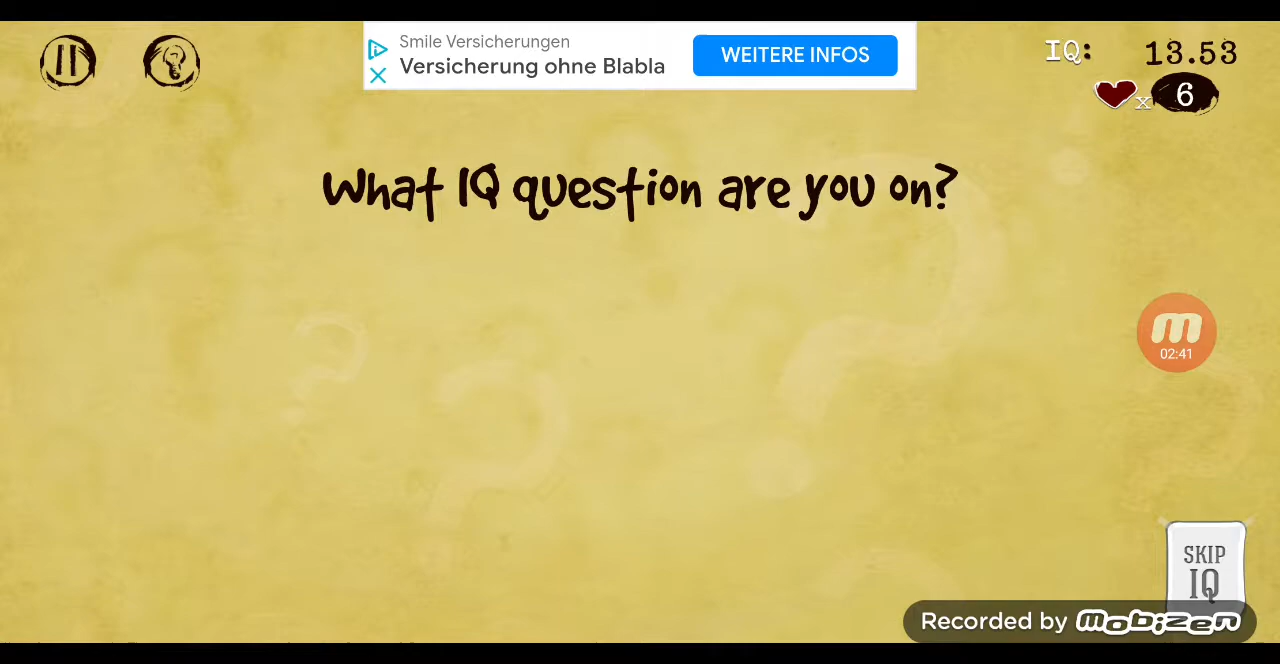 Smile Versicherungen
Versicherung ohne Blabla
WEITERE INFOS
IQ: 13.53
x 6
What IQ question are you on?
m
02:41
SKIP
IQ
Recorded by mobizen